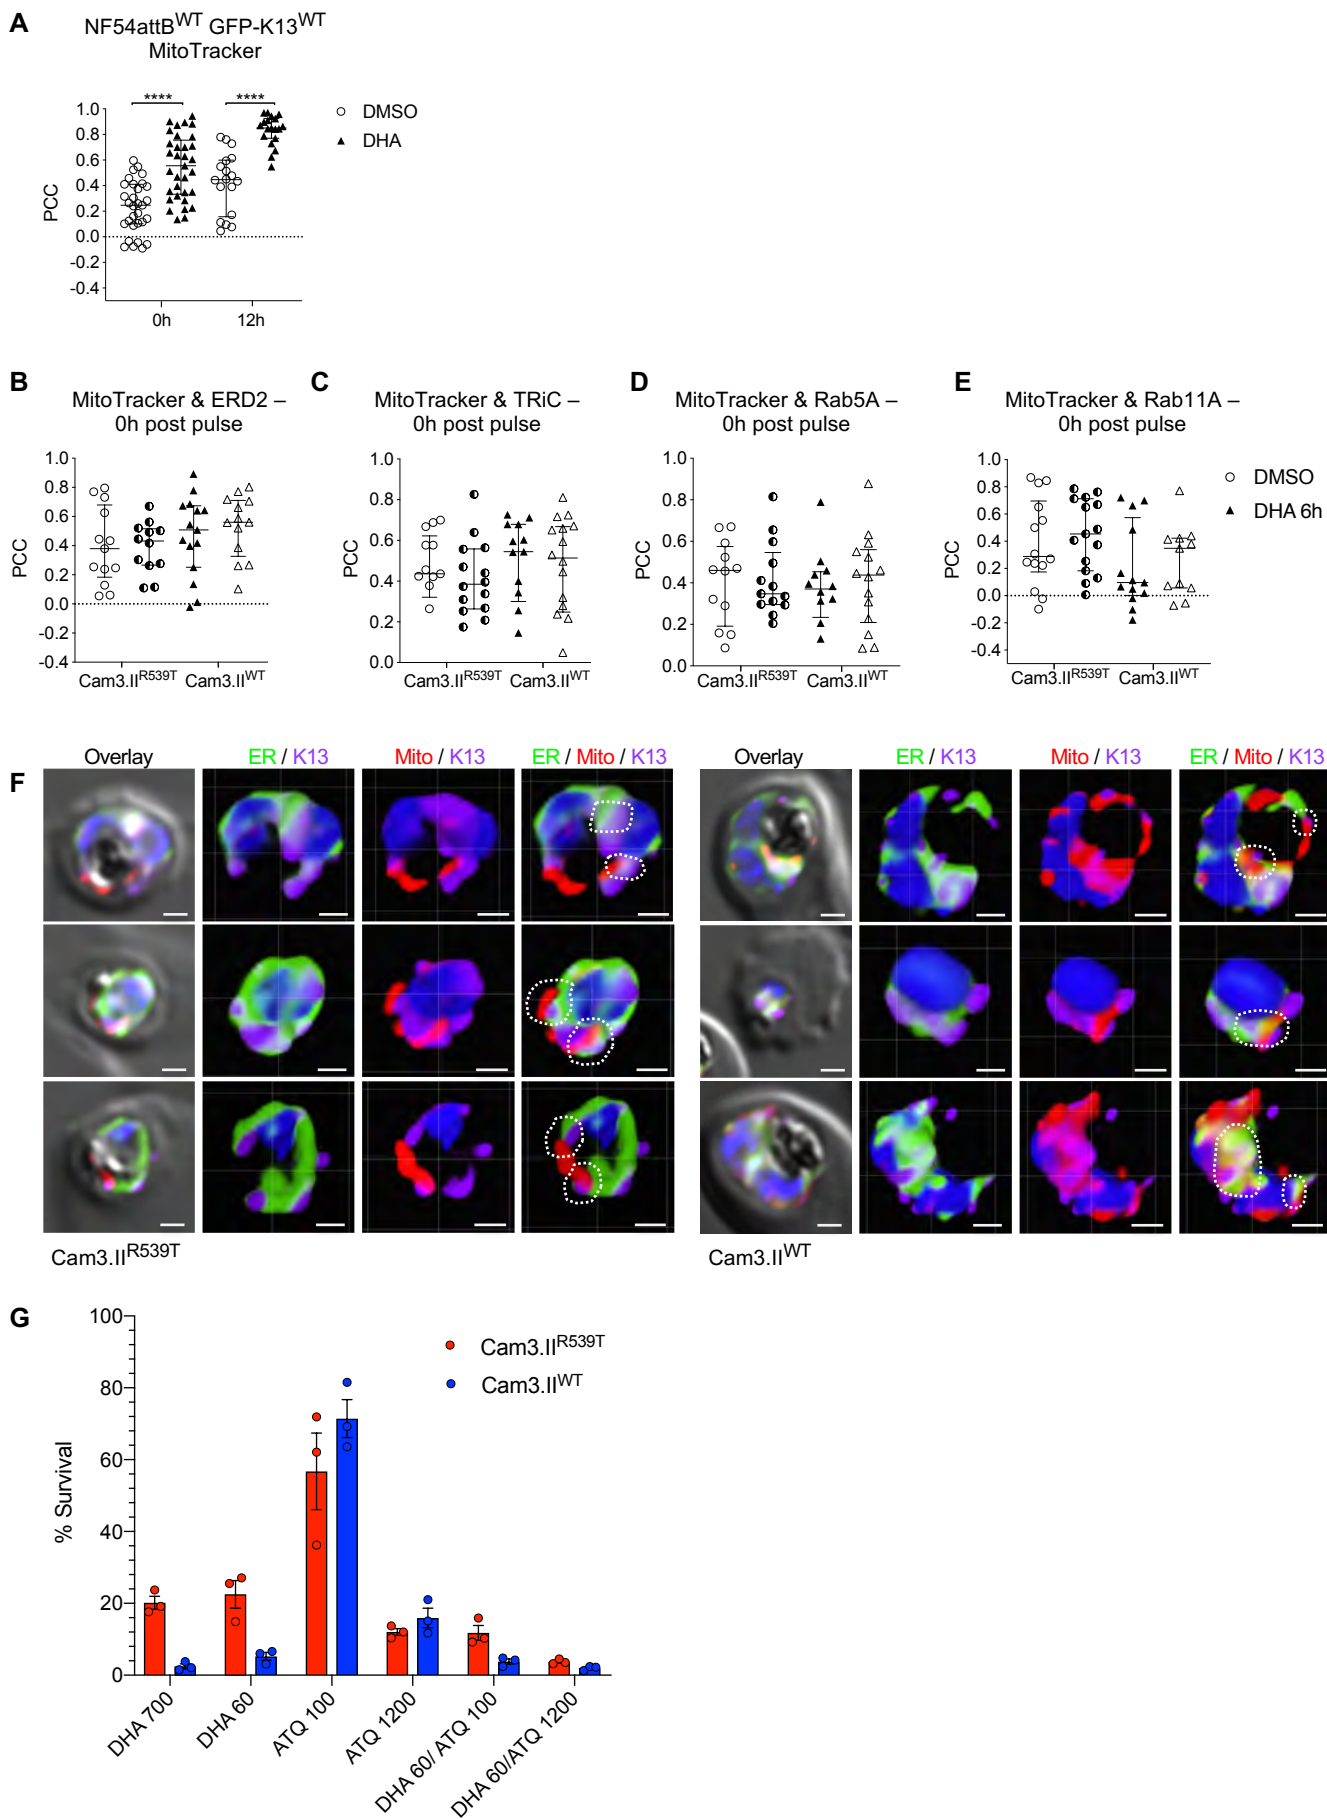 A
NF54attB^WT GFP-K13^WT
MitoTracker
**** ****
DMSO
DHA
PCC
1.0
0.8
0.6
0.4
0.2
0.0
-0.2
-0.4
0h 12h
B
MitoTracker & ERD2 –
0h post pulse
PCC
1.0
0.8
0.6
0.4
0.2
0.0
-0.2
-0.4
Cam3.II^R539T Cam3.II^WT
C
MitoTracker & TRiC –
0h post pulse
PCC
1.0
0.8
0.6
0.4
0.2
0.0
Cam3.II^R539T Cam3.II^WT
D
MitoTracker & Rab5A –
0h post pulse
PCC
1.0
0.8
0.6
0.4
0.2
0.0
Cam3.II^R539T Cam3.II^WT
E
MitoTracker & Rab11A –
0h post pulse
PCC
1.0
0.8
0.6
0.4
0.2
0.0
-0.2
-0.4
Cam3.II^R539T Cam3.II^WT
DMSO
DHA 6h
F
Overlay ER / K13 Mito / K13 ER / Mito / K13 Overlay ER / K13 Mito / K13 ER / Mito / K13
Cam3.II^R539T Cam3.II^WT
G
% Survival
100
80
60
40
20
0
Cam3.II^R539T
Cam3.II^WT
DHA 700
DHA 60
ATQ 100
ATQ 1200
DHA 60/ ATQ 100
DHA 60/ATQ 1200